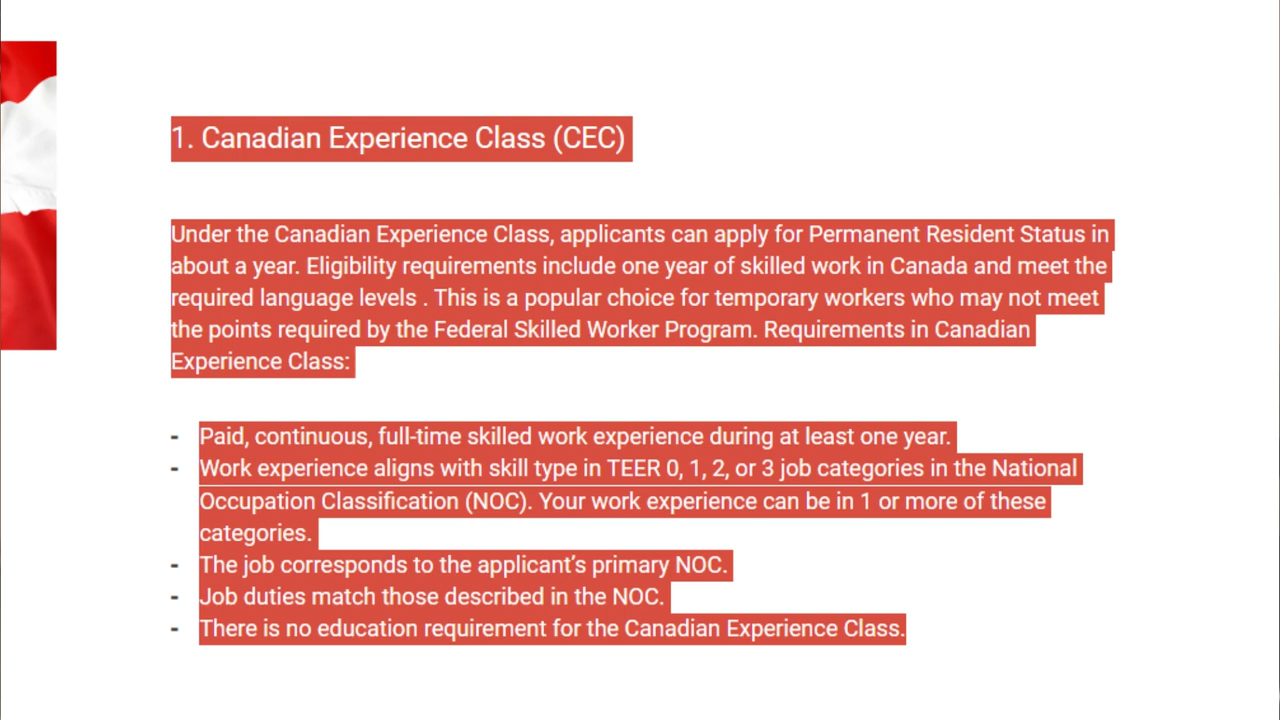 1. Canadian Experience Class (CEC)
Under the Canadian Experience Class, applicants can apply for Permanent Resident Status in
about a year. Eligibility requirements include one year of skilled work in Canada and meet the
required language levels . This is a popular choice for temporary workers who may not meet
the points required by the Federal Skilled Worker Program. Requirements in Canadian
Experience Class:
- Paid, continuous, full-time skilled work experience during at least one year.
- Work experience aligns with skill type in TEER 0, 1, 2, or 3 job categories in the National
Occupation Classification (NOC). Your work experience can be in 1 or more of these
categories.
- The job corresponds to the applicant’s primary NOC.
- Job duties match those described in the NOC.
- There is no education requirement for the Canadian Experience Class.